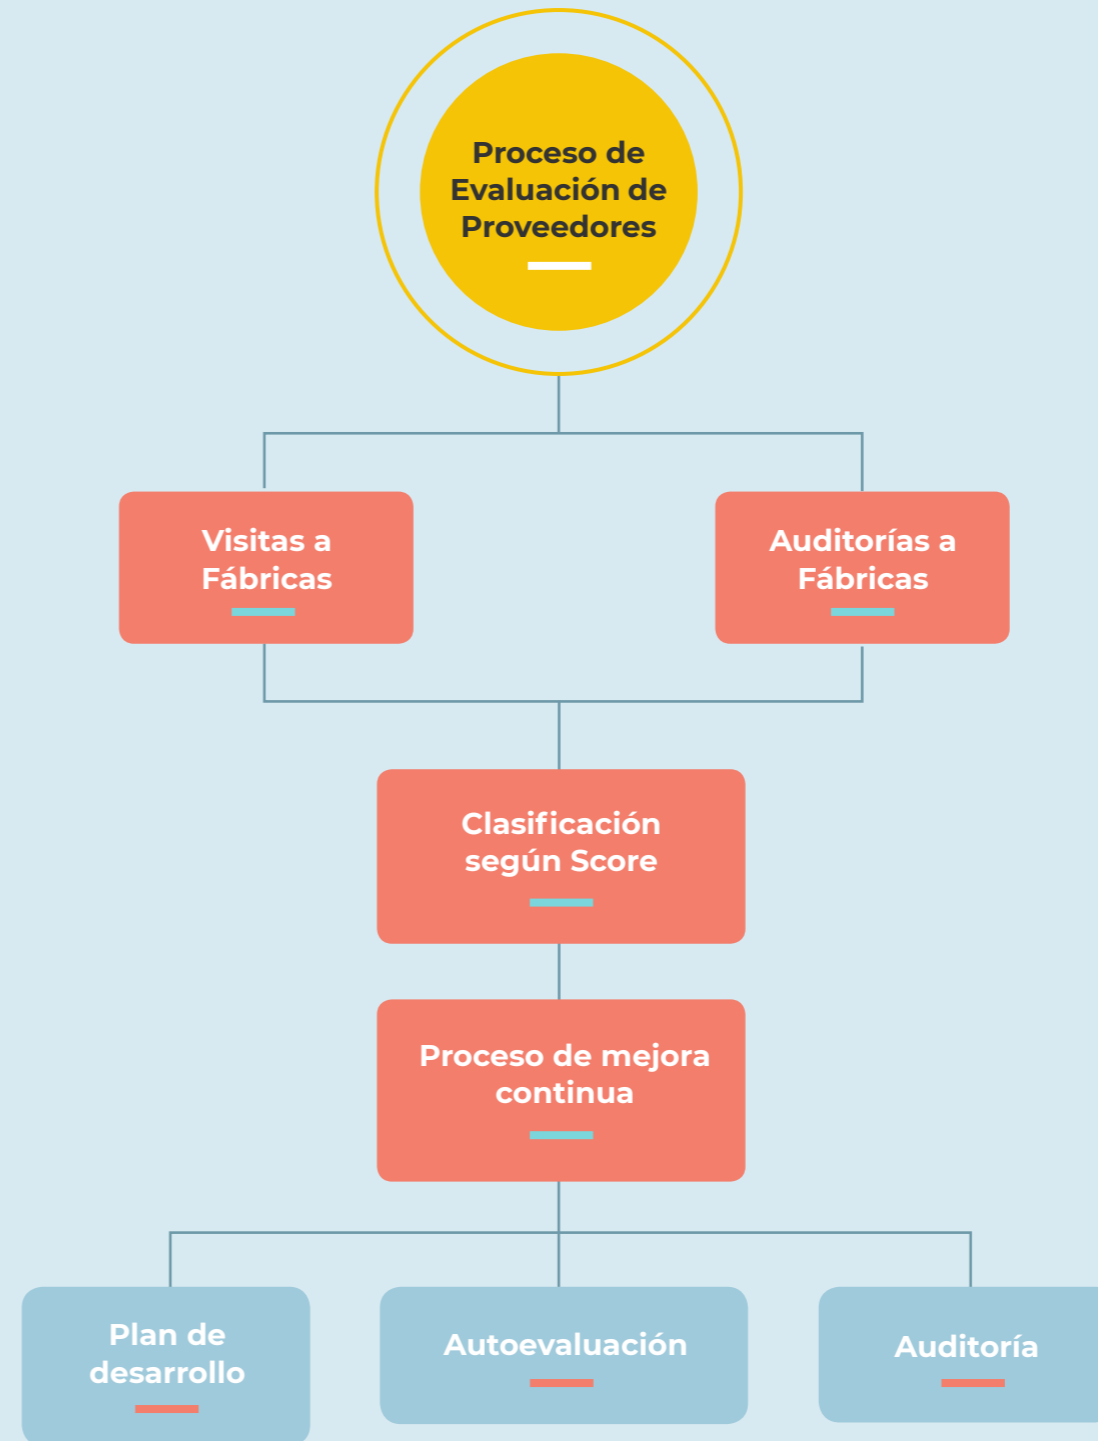 Proceso de
Evaluación de
Proveedores
Visitas a
Fábricas
Auditorías a
Fábricas
Clasificación
según Score
Proceso de mejora
continua
Plan de
desarrollo
Autoevaluación
Auditoría